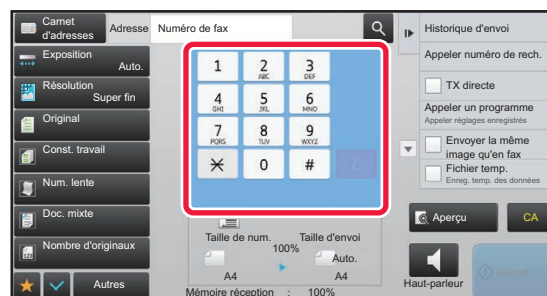 Carnet
d'adresses
Adresse
Numéro de fax
Exposition
Auto.
Résolution
Super fin
Original
Const. travail
Num. lente
Doc. mixte
Nombre d'originaux
Autres
1
2
ABC
3
DEF
4
GHI
5
JKL
6
MNO
7
PQRS
8
TUV
9
WXYZ
0
#
C
Taille de num.
100%
Taille d'envoi
Auto.
A4
A4
Mémoire réception : 100%
Historique d'envoi
Appeler numéro de rech.
TX directe
Appeler un programme
Appeler réglages enregistrés
Envoyer la même
image qu'en fax
Fichier temp.
Enreg. temp. des données
Aperçu
CA
Haut-parleur
Départ